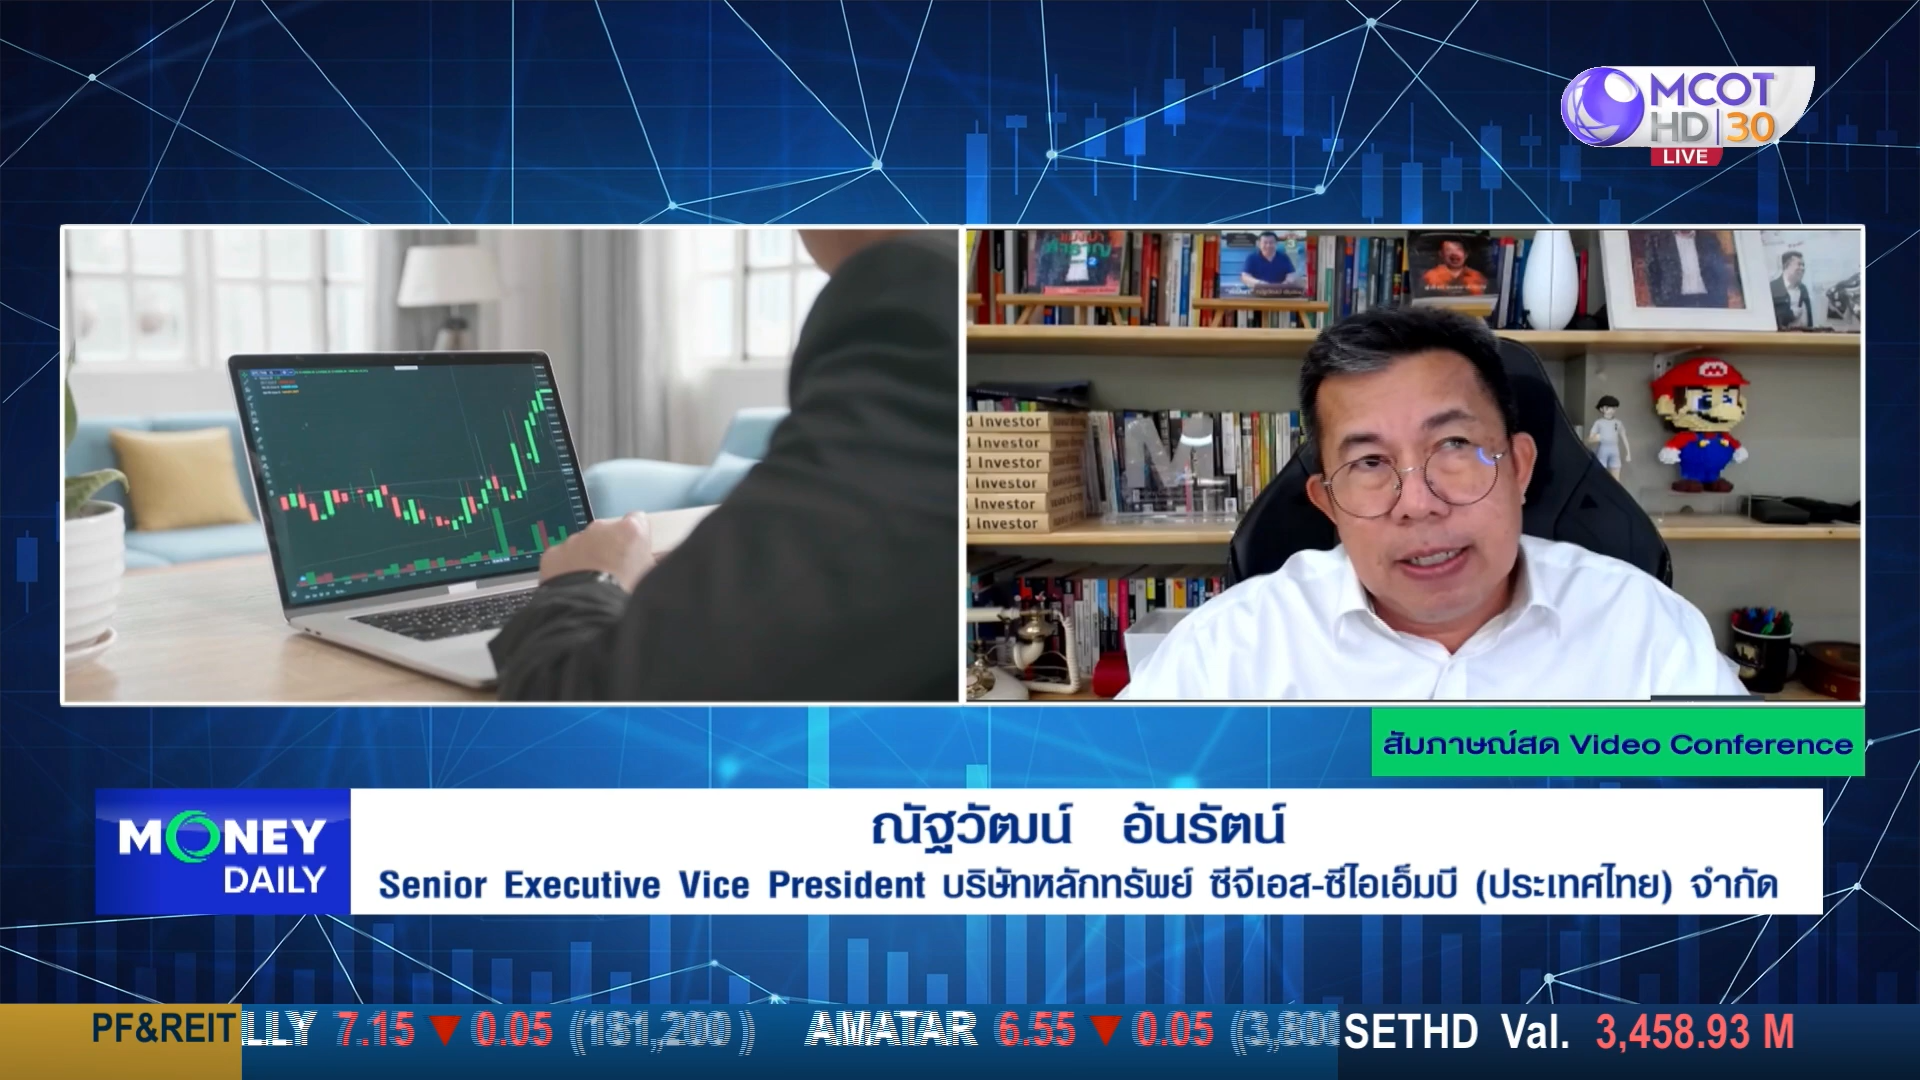 MCOT
HD 30
LIVE
d Investor
d Investor
d Investor
d Investor
Investor
d Investor
สัมภาษณ์สด Video Conference
MONEY
DAILY
ณัฐวัฒน์ อ้นรัตน์
Senior Executive Vice President บริษัทหลักทรัพย์ ซีจีเอส-ซีไอเอ็มบี (ประเทศไทย) จำกัด
PF&REIT LLY 7.15 ▼ 0.05 (181,200) AMATAR 6.55 ▼ 0.05 (3,800 SETHD Val. 3,458.93 M